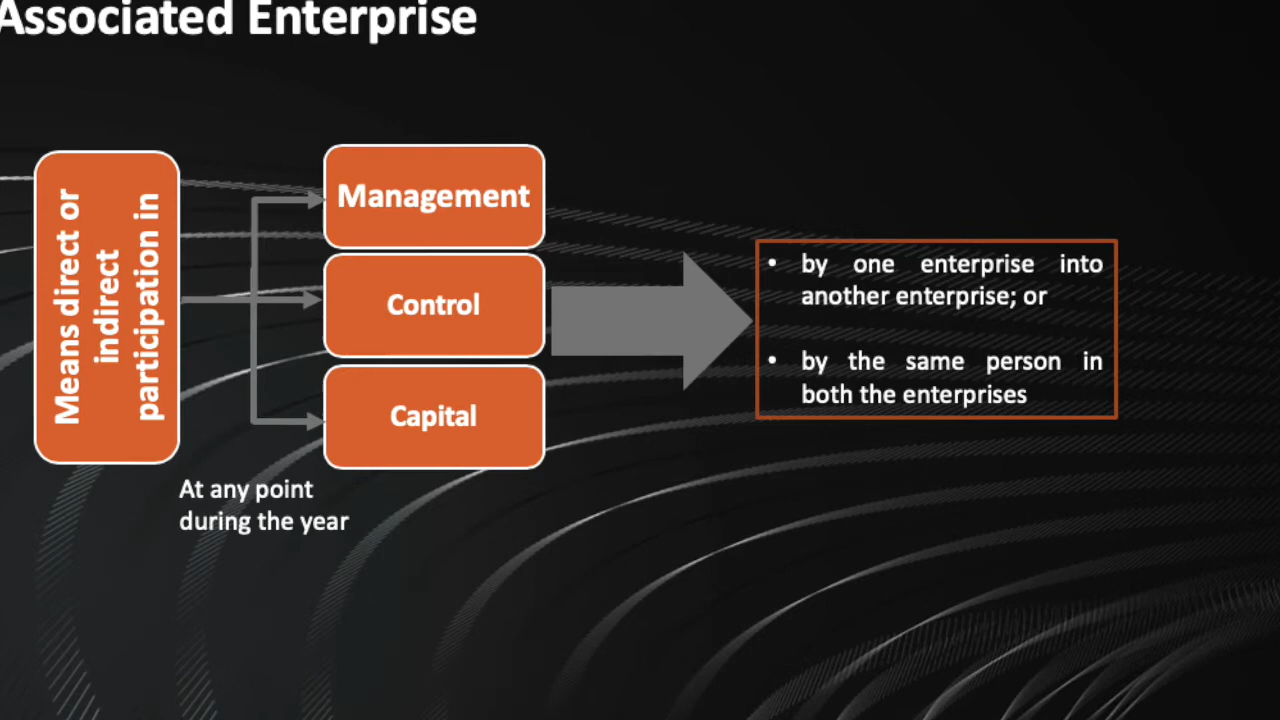 Associated Enterprise
Means direct or
indirect
participation in
Management
Control
Capital
• by one enterprise into
another enterprise; or
• by the same person in
both the enterprises
At any point
during the year